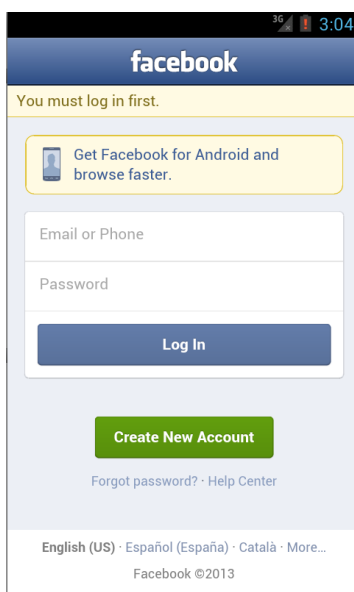 3G 3:04
facebook
You must log in first.
Get Facebook for Android and
browse faster.
Email or Phone
Password
Log In
Create New Account
Forgot password? · Help Center
English (US) · Español (España) · Català · More...
Facebook ©2013